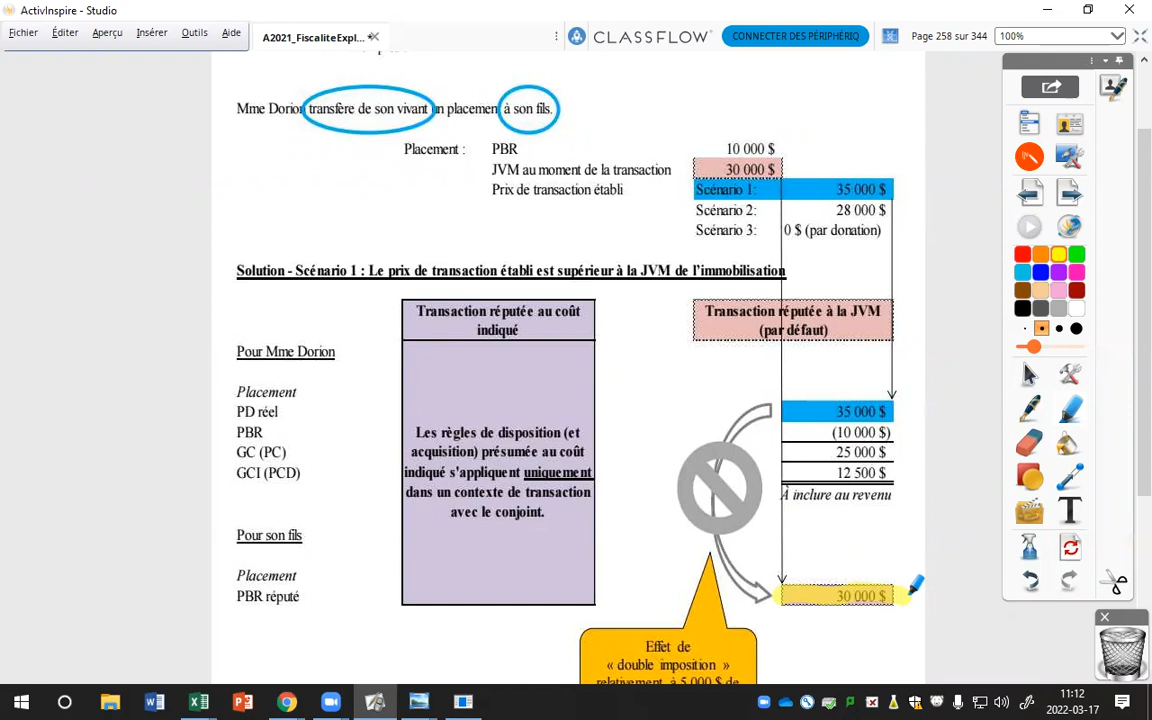 ActivInspire - Studio
Fichier Éditer Aperçu Insérer Outils Aide
A2021_FiscaliteExpl...
CLASSFLOW
CONNECTER DES PÉRIPHÉRIQ
Page 258 sur 344
100%
Mme Dorion transfère de son vivant un placement à son fils.
Placement : PBR 10 000 $
JVM au moment de la transaction 30 000 $
Prix de transaction établi Scénario 1: 35 000 $
Scénario 2: 28 000 $
Scénario 3: 0 $ (par donation)
Solution - Scénario 1 : Le prix de transaction établi est supérieur à la JVM de l'immobilisation
Transaction réputée au coût
indiqué
Transaction réputée à la JVM
(par défaut)
Pour Mme Dorion
Placement
PD réel 35 000 $
PBR (10 000 $)
GC (PC) 25 000 $
GCI (PCD) 12 500 $
À inclure au revenu
Les règles de disposition (et
acquisition) présumée au coût
indiqué s'appliquent uniquement
dans un contexte de transaction
avec le conjoint.
Pour son fils
Placement
PBR réputé 30 000 $
Effet de
« double imposition »
relativement à 5 000 $ de
11:12
2022-03-17